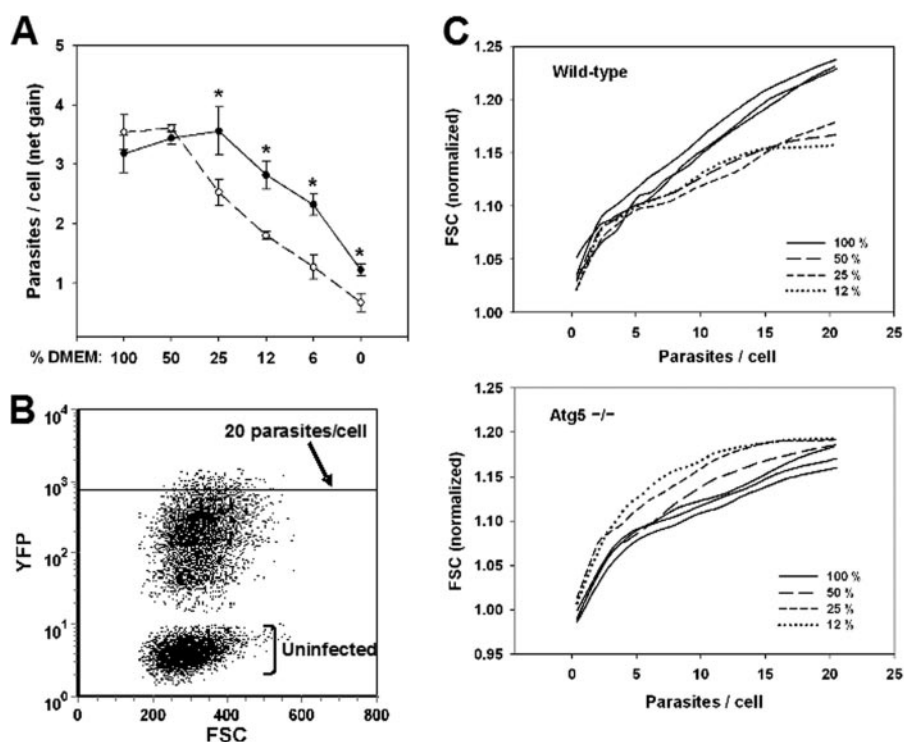 A
5
4
3
2
1
Parasites / cell (net gain)
*
*
*
*
% DMEM: 100 50 25 12 6 0
B
10^4
10^3
10^2
10^1
10^0
YFP
20 parasites/cell
Uninfected
0 200 400 600 800
FSC
C
1.25
1.20
1.15
1.10
1.05
1.00
FSC (normalized)
Wild-type
100 %
50 %
25 %
12 %
0 5 10 15 20 25
Parasites / cell
1.25
1.20
1.15
1.10
1.05
1.00
0.95
FSC (normalized)
Atg5 −/−
100 %
50 %
25 %
12 %
0 5 10 15 20 25
Parasites / cell